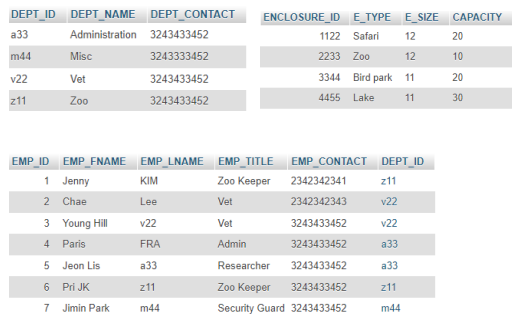 DEPT_ID DEPT_NAME DEPT_CONTACT
a33 Administration 3243433452
m44 Misc 3243333452
v22 Vet 3243433452
z11 Zoo 3243433452
ENCLOSURE_ID E_TYPE E_SIZE CAPACITY
1122 Safari 12 20
2233 Zoo 12 10
3344 Bird park 11 20
4455 Lake 11 30
EMP_ID EMP_FNAME EMP_LNAME EMP_TITLE EMP_CONTACT DEPT_ID
1 Jenny KIM Zoo Keeper 2342342341 z11
2 Chae Lee Vet 2342342343 v22
3 Young Hill v22 Vet 3243433452 v22
4 Paris FRA Admin 3243433452 a33
5 Jeon Lis a33 Researcher 3243433452 a33
6 Pri JK z11 Zoo Keeper 3243433452 z11
7 Jimin Park m44 Security Guard 3243433452 m44